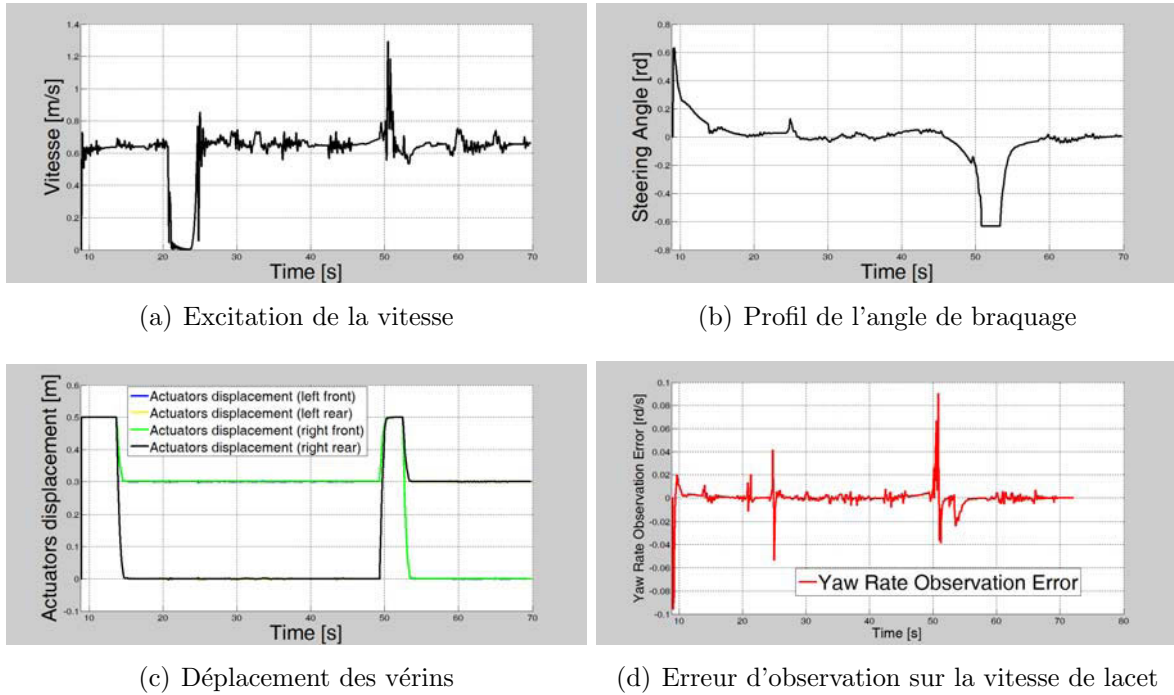 1.4
1.2
1
0.8
0.6
0.4
0.2
0
Vitesse [m/s]
10 20 30 40 50 60 70
Time [s]
(a) Excitation de la vitesse
0.8
0.6
0.4
0.2
0
-0.2
-0.4
-0.6
-0.8
Steering Angle [rd]
10 20 30 40 50 60 70
Time [s]
(b) Profil de l'angle de braquage
0.6
0.5
0.4
0.3
0.2
0.1
0
-0.1
Actuators displacement [m]
Actuators displacement (left front)
Actuators displacement (left rear)
Actuators displacement (right front)
Actuators displacement (right rear)
10 20 30 40 50 60 70
Time [s]
(c) Déplacement des vérins
0.1
0.08
0.06
0.04
0.02
0
-0.02
-0.04
-0.06
-0.08
-0.1
Yaw Rate Observation Error [rd/s]
Yaw Rate Observation Error
10 20 30 40 50 60 70 80
Time [s]
(d) Erreur d'observation sur la vitesse de lacet